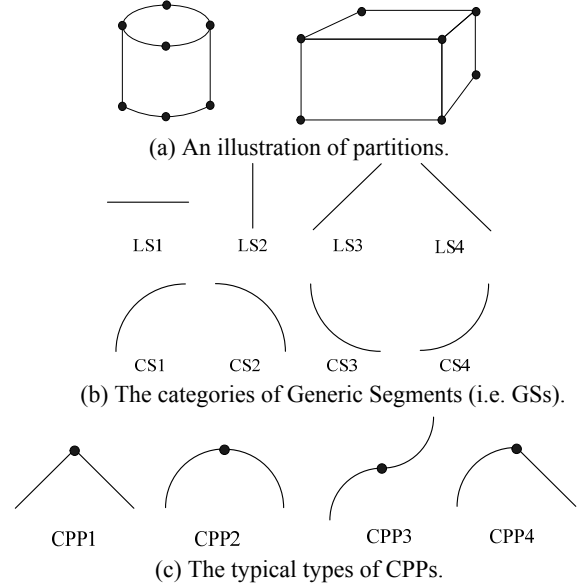 (a) An illustration of partitions.
LS1 LS2 LS3 LS4
CS1 CS2 CS3 CS4
(b) The categories of Generic Segments (i.e. GSs).
CPP1 CPP2 CPP3 CPP4
(c) The typical types of CPPs.